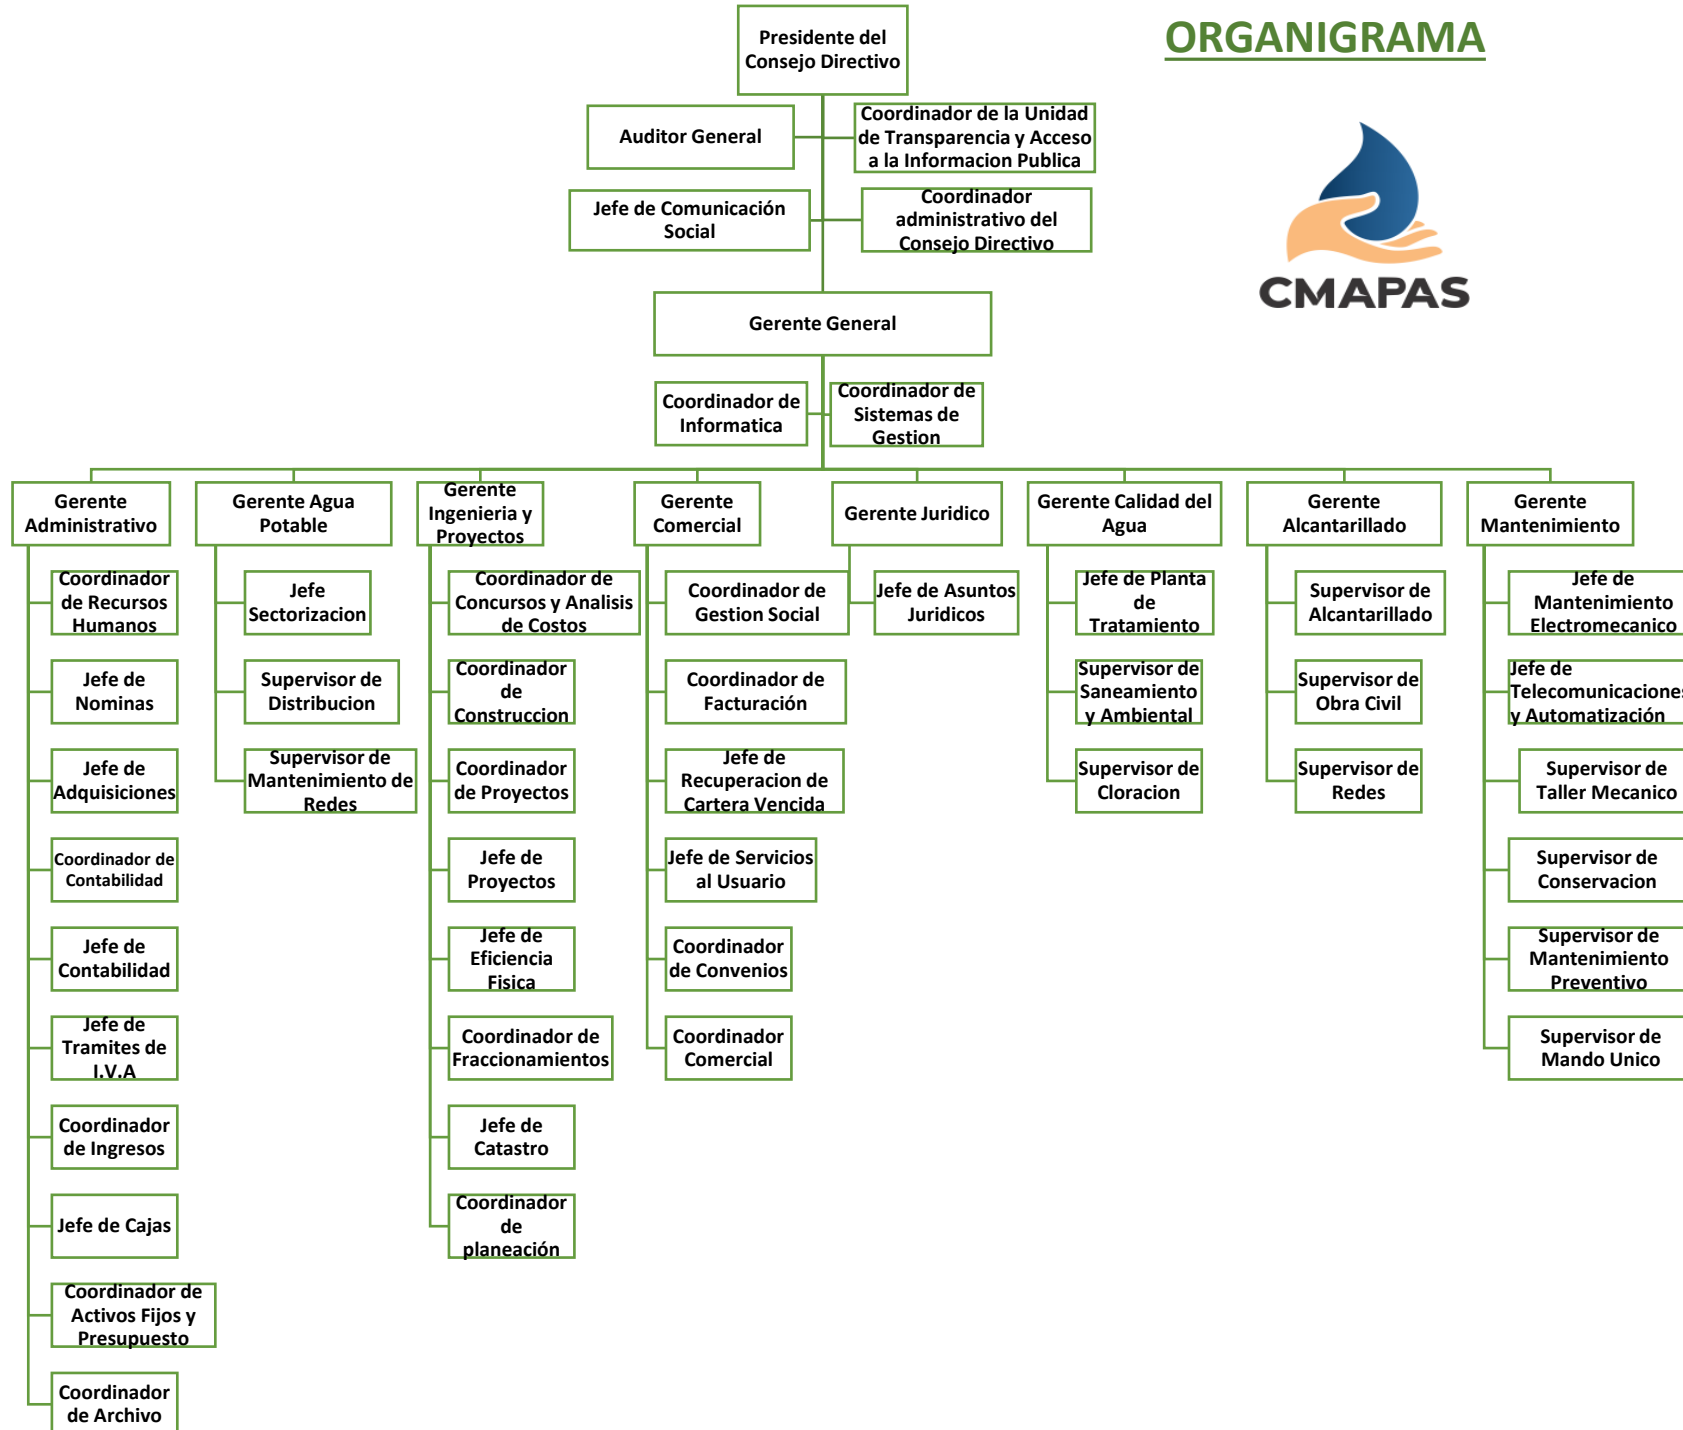 ORGANIGRAMA
Presidente del
Consejo Directivo
Auditor General
Coordinador de la Unidad
de Transparencia y Acceso
a la Informacion Publica
Jefe de Comunicación
Social
Coordinador
administrativo del
Consejo Directivo
CMAPAS
Gerente General
Coordinador de
Informatica
Coordinador de
Sistemas de
Gestion
Gerente
Administrativo
Coordinador
de Recursos
Humanos
Jefe de
Nominas
Jefe de
Adquisiciones
Coordinador de
Contabilidad
Jefe de
Contabilidad
Jefe de
Tramites de
I.V.A
Coordinador
de Ingresos
Jefe de Cajas
Coordinador de
Activos Fijos y
Presupuesto
Coordinador
de Archivo
Gerente Agua
Potable
Jefe
Sectorizacion
Supervisor de
Distribucion
Supervisor de
Mantenimiento de
Redes
Gerente
Ingenieria y
Proyectos
Coordinador de
Concursos y Analisis
de Costos
Coordinador
de
Construccion
Coordinador
de Proyectos
Jefe de
Proyectos
Jefe de
Eficiencia
Fisica
Coordinador de
Fraccionamientos
Jefe de
Catastro
Coordinador
de
planeación
Gerente
Comercial
Coordinador de
Gestion Social
Coordinador de
Facturación
Jefe de
Recuperacion de
Cartera Vencida
Jefe de Servicios
al Usuario
Coordinador
de Convenios
Coordinador
Comercial
Gerente Juridico
Jefe de Asuntos
Juridicos
Gerente Calidad del
Agua
Jefe de Planta
de
Tratamiento
Supervisor de
Saneamiento
y Ambiental
Supervisor de
Cloracion
Gerente
Alcantarillado
Supervisor de
Alcantarillado
Supervisor de
Obra Civil
Supervisor de
Redes
Gerente
Mantenimiento
Jefe de
Mantenimiento
Electromecanico
Jefe de
Telecomunicaciones
y Automatización
Supervisor de
Taller Mecanico
Supervisor de
Conservacion
Supervisor de
Mantenimiento
Preventivo
Supervisor de
Mando Unico